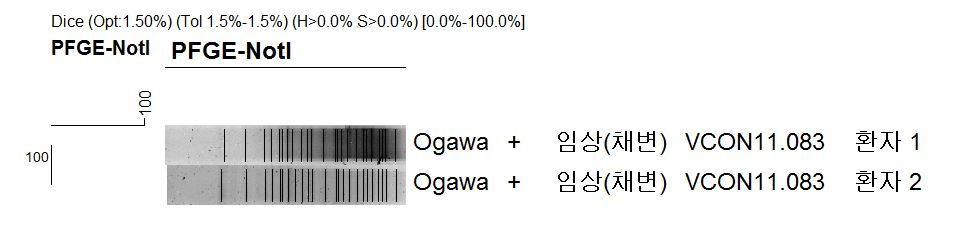 Dice (Opt:1.50%) (Tol 1.5%-1.5%) (H>0.0% S>0.0%) [0.0%-100.0%]
PFGE-NotI PFGE-NotI
100
100
Ogawa + 임상(채변) VCON11.083 환자 1
Ogawa + 임상(채변) VCON11.083 환자 2